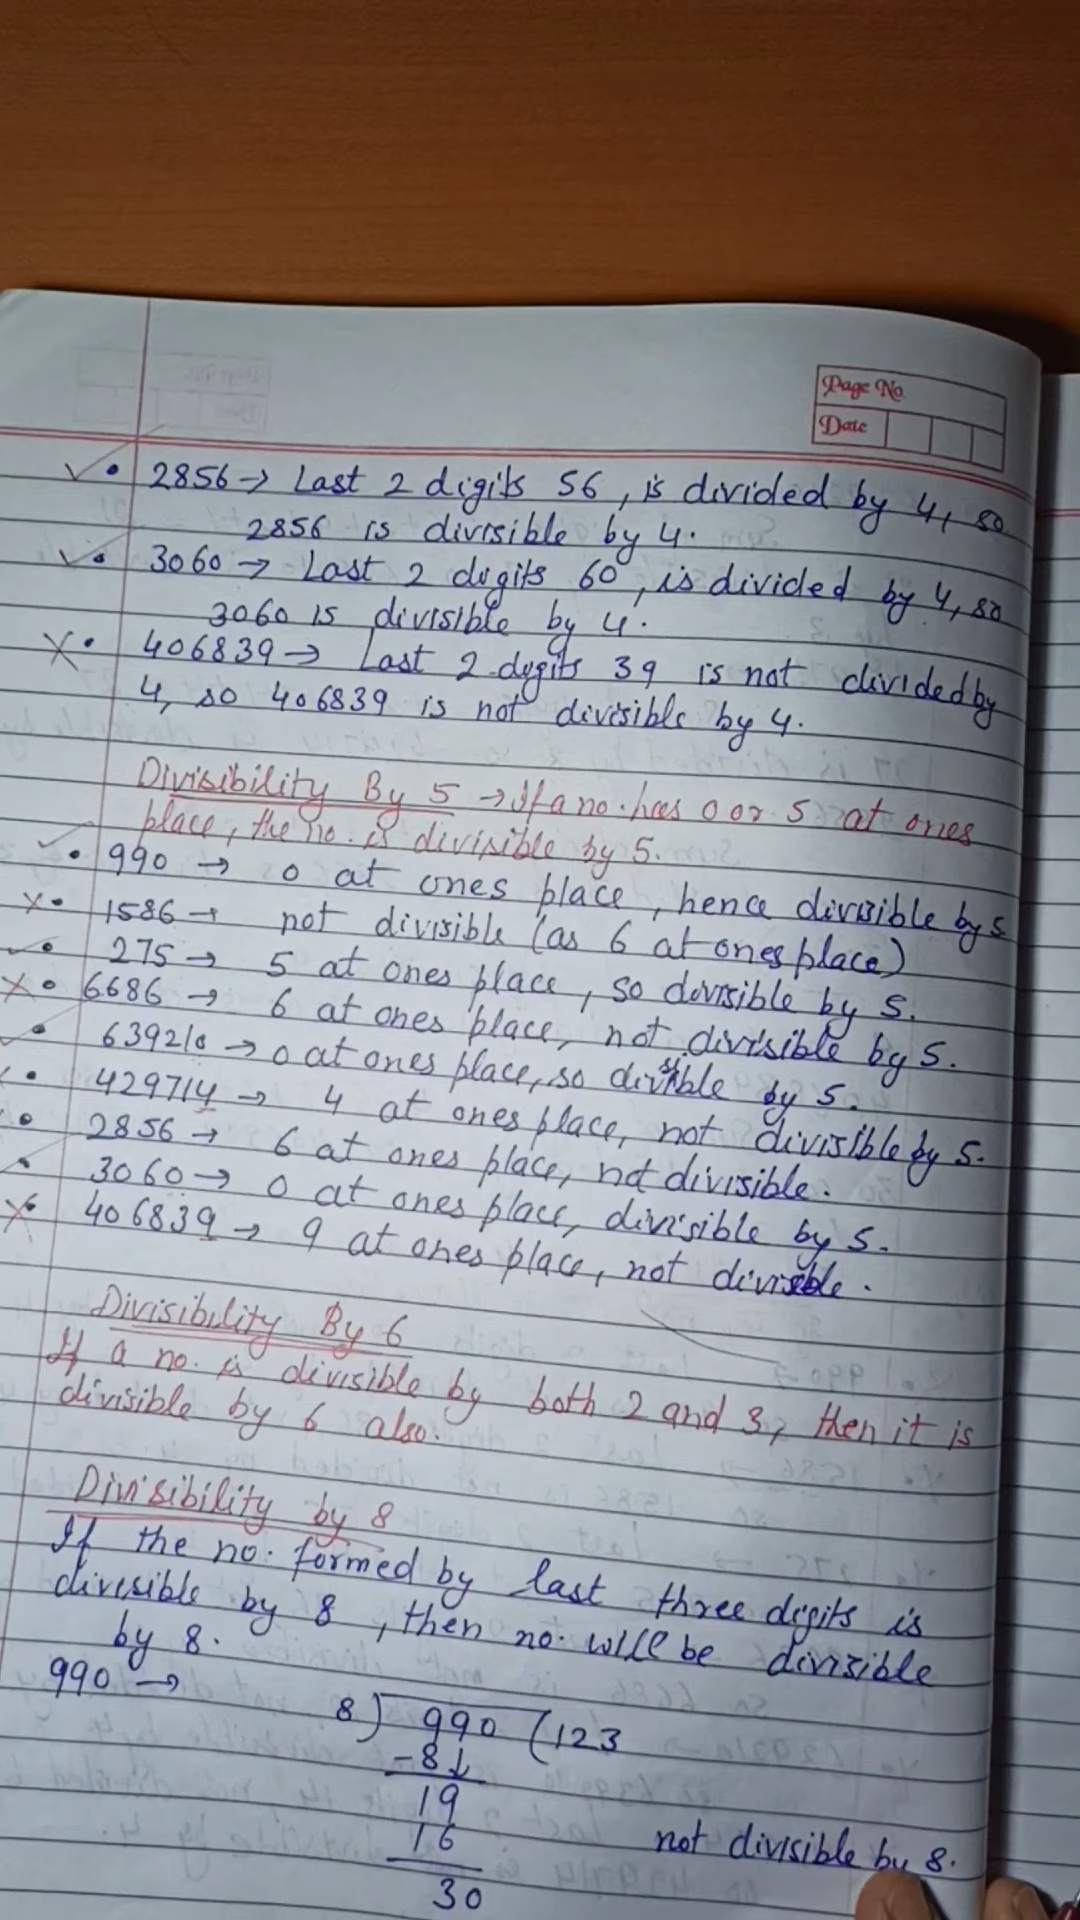 Page No.
Date
2856 → Last 2 digits 56, is divided by 4, so
2856 is divisible by 4.
3060 → Last 2 digits 60, is divided by 4, so
3060 is divisible by 4.
406839 → Last 2 digits 39 is not divided by
4, so 406839 is not divisible by 4.
Divisibility By 5 → If a no. has 0 or 5 at ones
place, the no. is divisible by 5.
990 → 0 at ones place, hence divisible by 5
1586 → not divisible (as 6 at ones place)
275 → 5 at ones place, so divisible by 5.
6686 → 6 at ones place, not divisible by 5.
639210 → 0 at ones place, so divisible by 5.
429714 → 4 at ones place, not divisible by 5.
2856 → 6 at ones place, not divisible.
3060 → 0 at ones place, divisible by 5.
406839 → 9 at ones place, not divisible.
Divisibility By 6
If a no. is divisible by both 2 and 3, then it is
divisible by 6 also.
Divisibility by 8
If the no. formed by last three digits is
divisible by 8, then no. will be divisible
by 8.
990 →
8) 990 (123
-8↓
19
16
not divisible by 8.
30